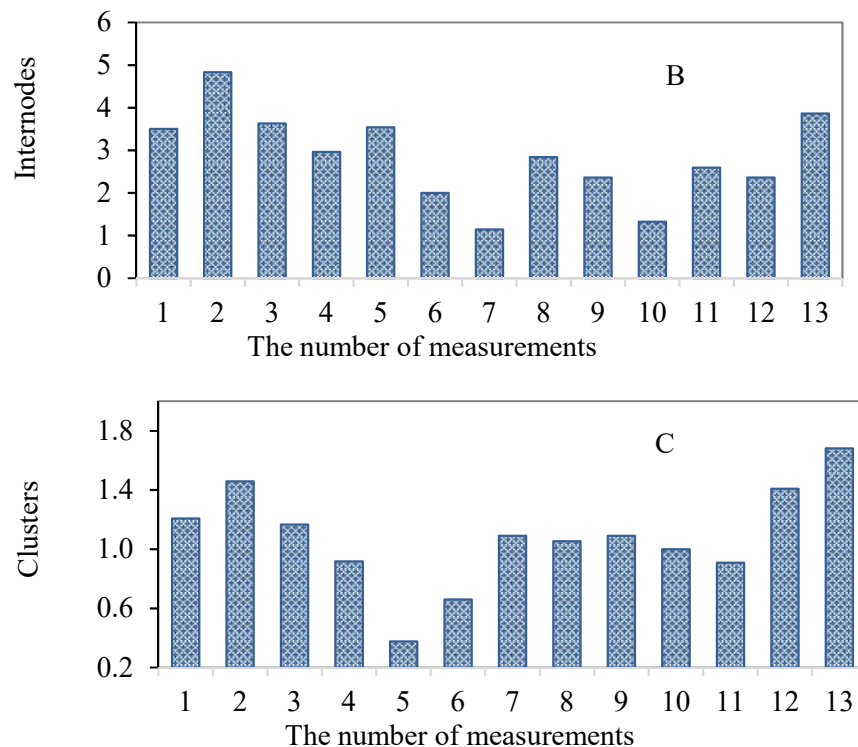 6
5
4
3
2
1
0
Internodes
B
1 2 3 4 5 6 7 8 9 10 11 12 13
The number of measurements
1.8
1.4
1.0
0.6
0.2
Clusters
C
1 2 3 4 5 6 7 8 9 10 11 12 13
The number of measurements